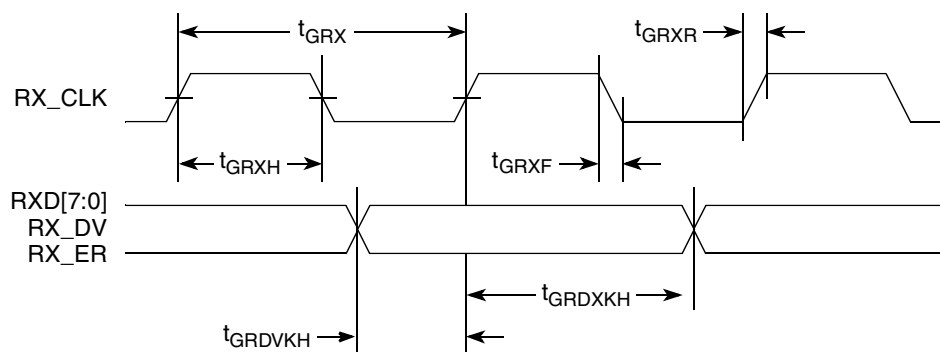 tGRX
tGRXR
RX_CLK
tGRXH
tGRXF
RXD[7:0]
RX_DV
RX_ER
tGRDXKH
tGRDVKH